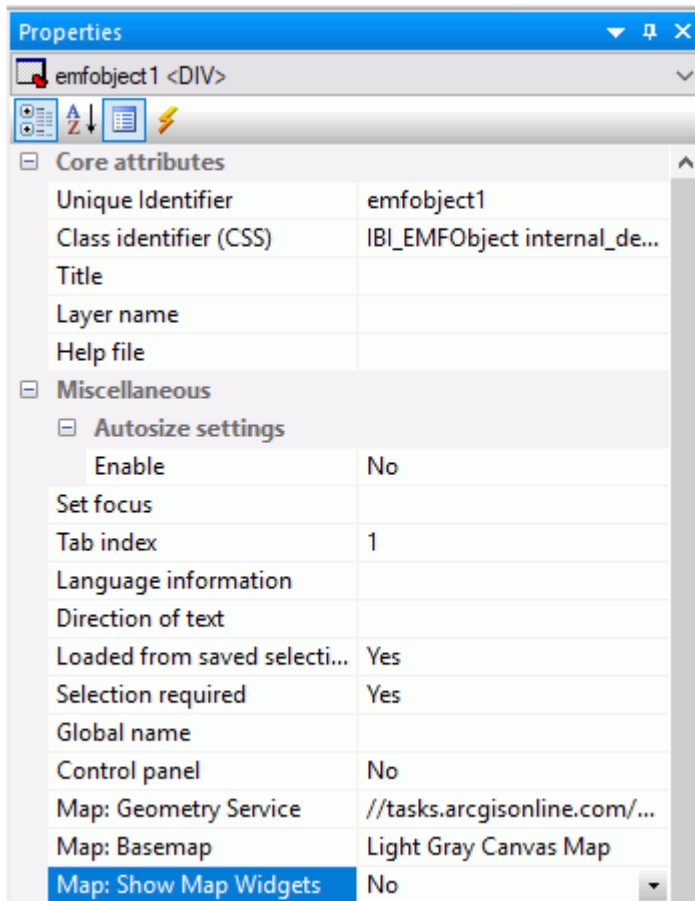 Properties
emfobject1 <DIV>
Core attributes
Unique Identifier emfobject1
Class identifier (CSS) IBI_EMFObject internal_de...
Title
Layer name
Help file
Miscellaneous
Autosize settings
Enable No
Set focus
Tab index 1
Language information
Direction of text
Loaded from saved selecti... Yes
Selection required Yes
Global name
Control panel No
Map: Geometry Service //tasks.arcgisonline.com/...
Map: Basemap Light Gray Canvas Map
Map: Show Map Widgets No